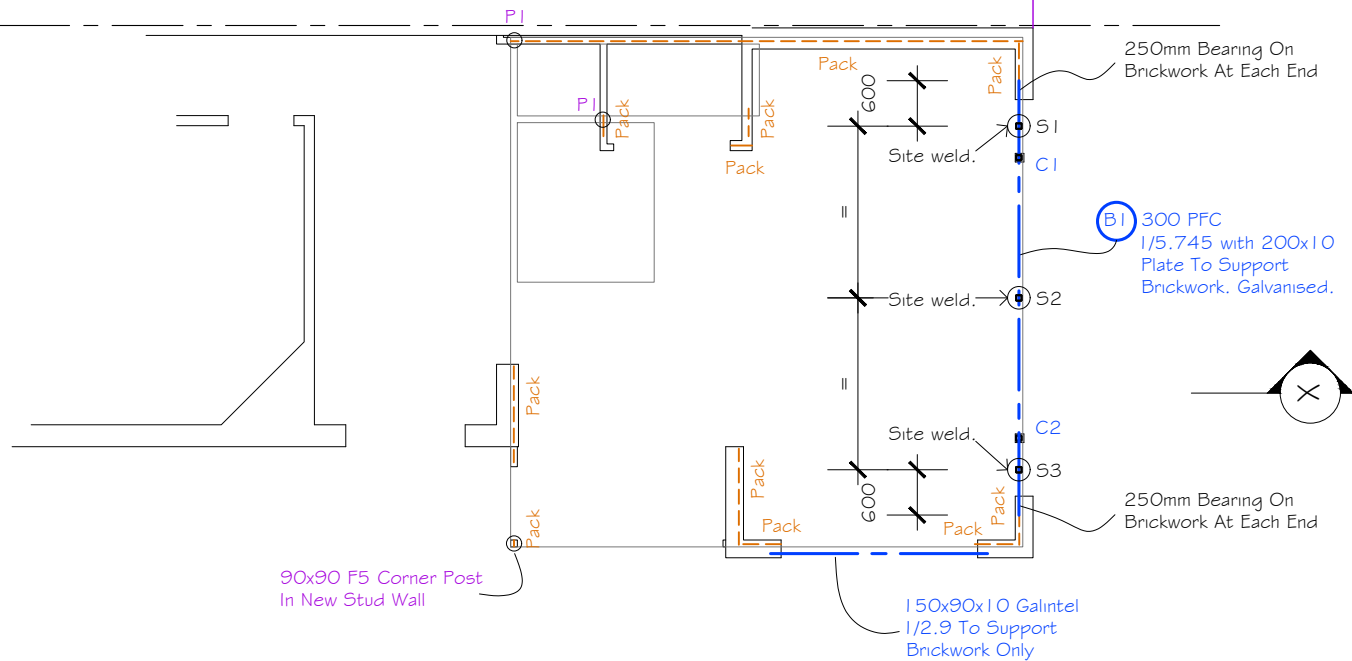 P1
250mm Bearing On
Brickwork At Each End
Pack
Pack
600
P1
Pack
Pack
S1
Site weld.
Pack
C1
=
B1
300 PFC
1/5.745 with 200x10
Plate To Support
Brickwork. Galvanised.
Site weld.
S2
=
Pack
X
Site weld.
C2
Pack
S3
600
Pack
250mm Bearing On
Brickwork At Each End
Pack
Pack
Pack
90x90 F5 Corner Post
In New Stud Wall
150x90x10 Galintel
1/2.9 To Support
Brickwork Only